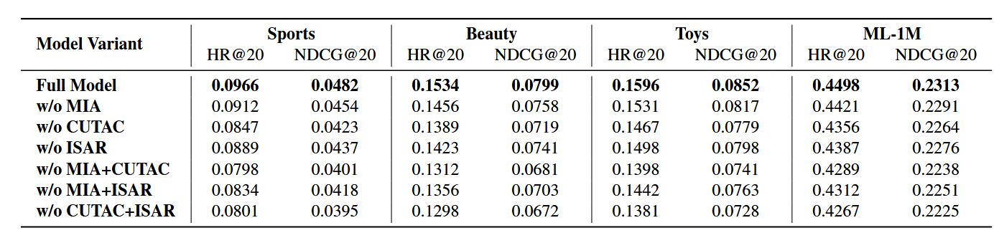 Model Variant Sports Beauty Toys ML-1M
HR@20 NDCG@20 HR@20 NDCG@20 HR@20 NDCG@20 HR@20 NDCG@20
Full Model 0.0966 0.0482 0.1534 0.0799 0.1596 0.0852 0.4498 0.2313
w/o MIA 0.0912 0.0454 0.1456 0.0758 0.1531 0.0817 0.4421 0.2291
w/o CUTAC 0.0847 0.0423 0.1389 0.0719 0.1467 0.0779 0.4356 0.2264
w/o ISAR 0.0889 0.0437 0.1423 0.0741 0.1498 0.0798 0.4387 0.2276
w/o MIA+CUTAC 0.0798 0.0401 0.1312 0.0681 0.1398 0.0741 0.4289 0.2238
w/o MIA+ISAR 0.0834 0.0418 0.1356 0.0703 0.1442 0.0763 0.4312 0.2251
w/o CUTAC+ISAR 0.0801 0.0395 0.1298 0.0672 0.1381 0.0728 0.4267 0.2225